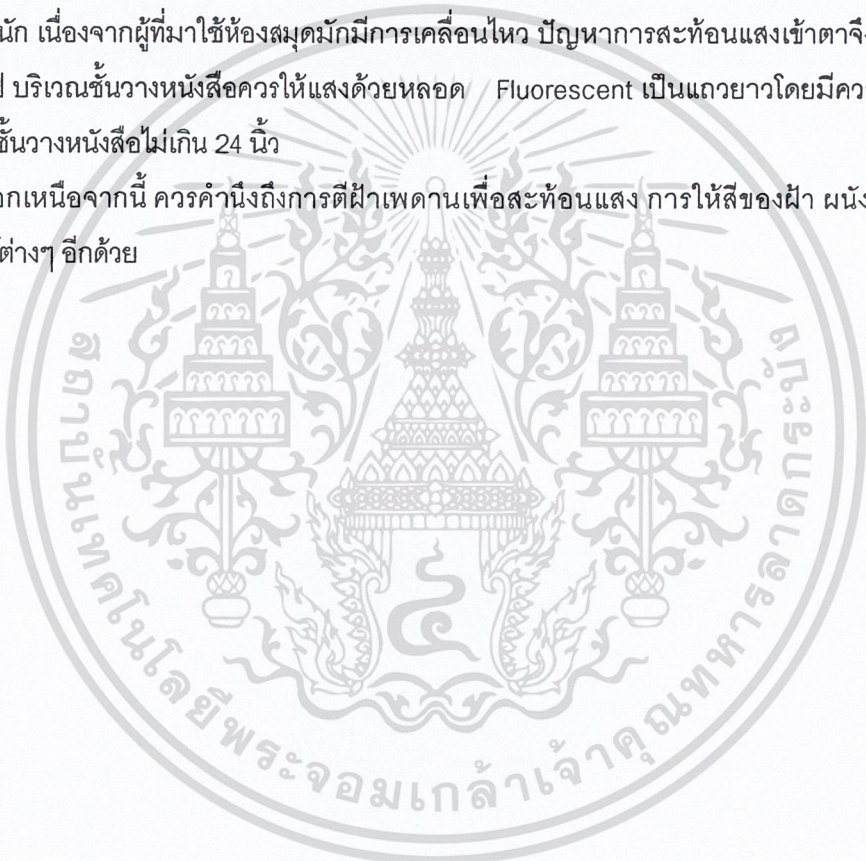 นัก เนื่องจากผู้ที่มาใช้ห้องสมุดมักมีการเคลื่อนไหว ปัญหาการสะท้อนแสงเข้าตาจึ
บริเวณชั้นวางหนังสือควรให้แสงด้วยหลอด Fluorescent เป็นแถวยาวโดยมีคว
ชั้นวางหนังสือไม่เกิน 24 นิ้ว
อกเหนือจากนี้ ควรคำนึงถึงการตีฝ้าเพดานเพื่อสะท้อนแสง การให้สีของฝ้า ผนัง
ต่างๆ อีกด้วย
สถาบันเทคโนโลยีพระจอมเกล้าเจ้าคุณทหารลาดกระบัง